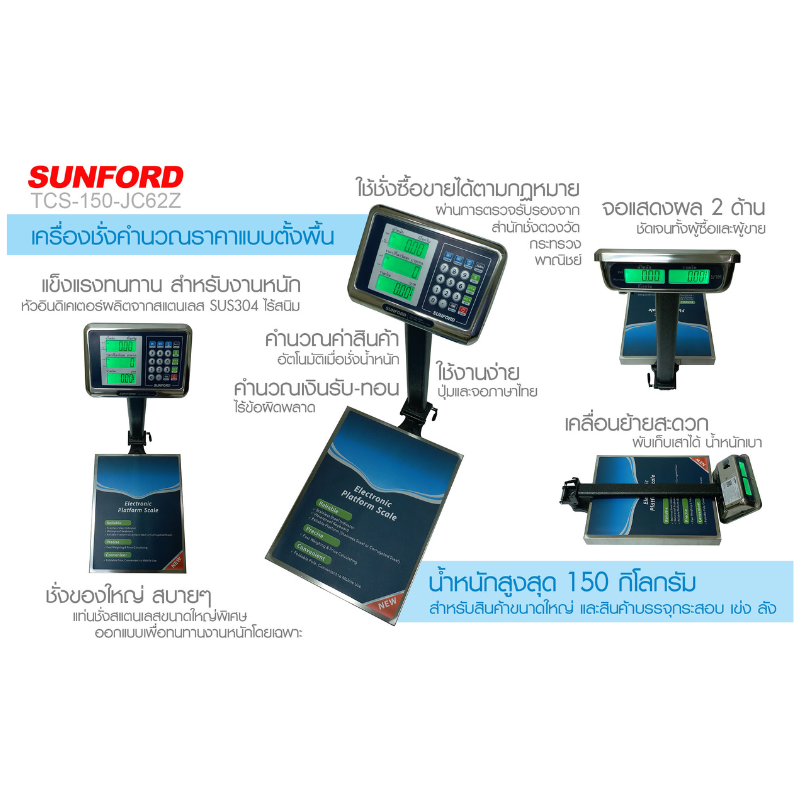 SUNFORD
TCS-150-JC62Z
เครื่องชั่งคำนวณราคาแบบตั้งพื้น
แข็งแรงทนทาน สำหรับงานหนัก
หัวอินดิเคเตอร์ผลิตจากสแตนเลส SUS304 ไร้สนิม
ใช้ชั่งซื้อขายได้ตามกฎหมาย
ผ่านการตรวจรับรองจาก
สำนักชั่งตวงวัด
กระทรวง
พาณิชย์
จอแสดงผล 2 ด้าน
ชัดเจนทั้งผู้ซื้อและผู้ขาย
คำนวณค่าสินค้า
อัตโนมัติเมื่อชั่งน้ำหนัก
คำนวณเงินรับ-ทอน
ไร้ข้อผิดพลาด
ใช้งานง่าย
ปุ่มและจอภาษาไทย
เคลื่อนย้ายสะดวก
พับเก็บเสาได้ น้ำหนักเบา
SUNFORD
SUNFORD
Electronic
Platform Scale
Reliable
Precise
Convenient
NEW
Electronic
Platform Scale
NEW
ชั่งของใหญ่ สบายๆ
แท่นชั่งสแตนเลสขนาดใหญ่พิเศษ
ออกแบบเพื่อทนทานงานหนักโดยเฉพาะ
น้ำหนักสูงสุด 150 กิโลกรัม
สำหรับสินค้าขนาดใหญ่ และสินค้าบรรจุกระสอบ เข่ง ลัง